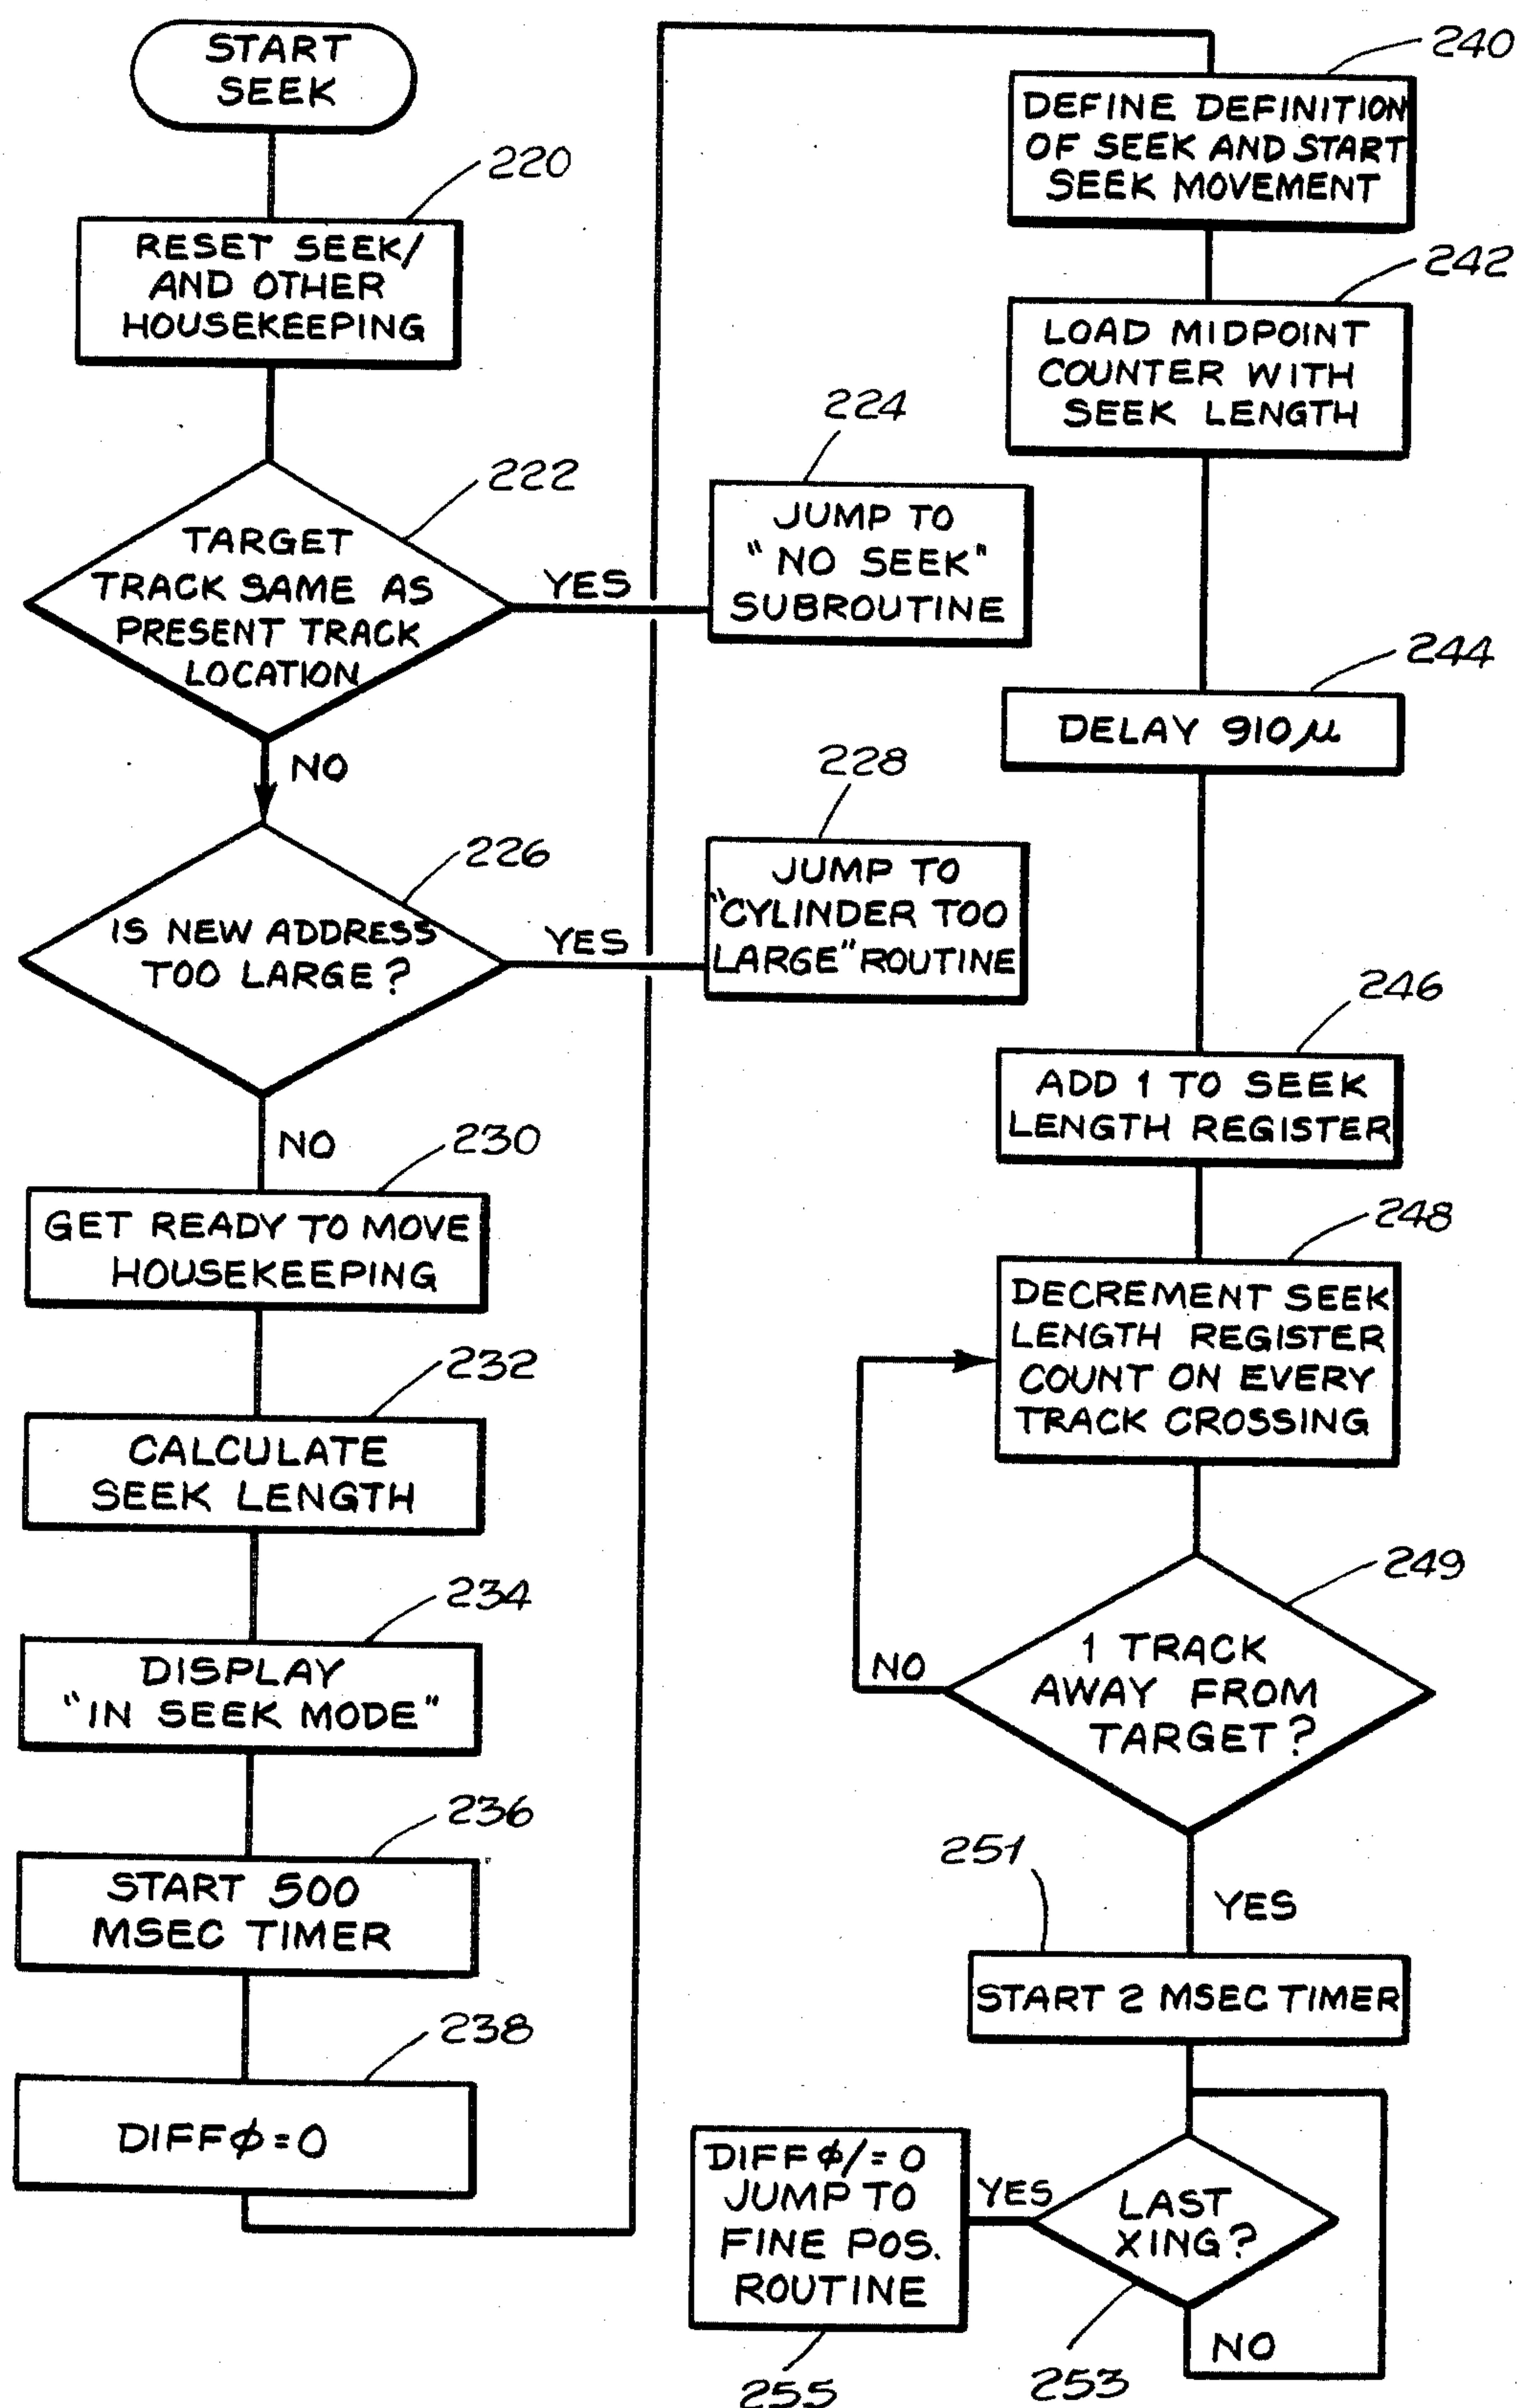 START
SEEK
220
RESET SEEK/
AND OTHER
HOUSEKEEPING
222
TARGET
TRACK SAME AS
PRESENT TRACK
LOCATION
YES
224
JUMP TO
"NO SEEK"
SUBROUTINE
NO
226
IS NEW ADDRESS
TOO LARGE?
YES
228
JUMP TO
"CYLINDER TOO
LARGE" ROUTINE
NO
230
GET READY TO MOVE
HOUSEKEEPING
232
CALCULATE
SEEK LENGTH
234
DISPLAY
"IN SEEK MODE"
236
START 500
MSEC TIMER
238
DIFFφ=0
240
DEFINE DEFINITION
OF SEEK AND START
SEEK MOVEMENT
242
LOAD MIDPOINT
COUNTER WITH
SEEK LENGTH
244
DELAY 910μ
246
ADD 1 TO SEEK
LENGTH REGISTER
248
DECREMENT SEEK
LENGTH REGISTER
COUNT ON EVERY
TRACK CROSSING
249
1 TRACK
AWAY FROM
TARGET?
NO
YES
251
START 2 MSEC TIMER
LAST
XING?
253
NO
YES
DIFFφ/=0
JUMP TO
FINE POS.
ROUTINE
255